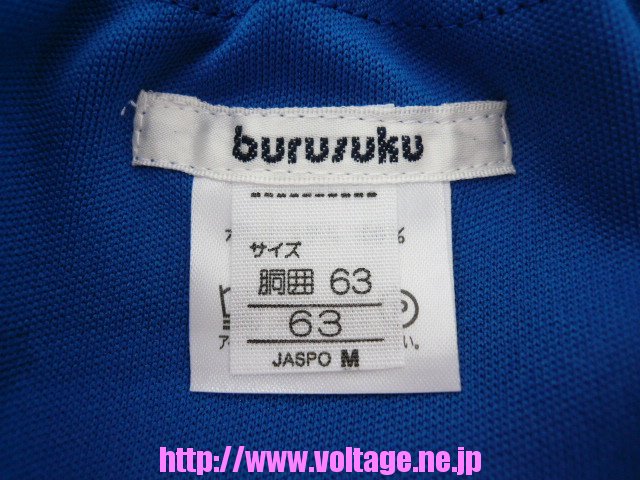 burusuku
サイズ
胴囲 63
63
JASPO M
http://www.voltage.ne.jp